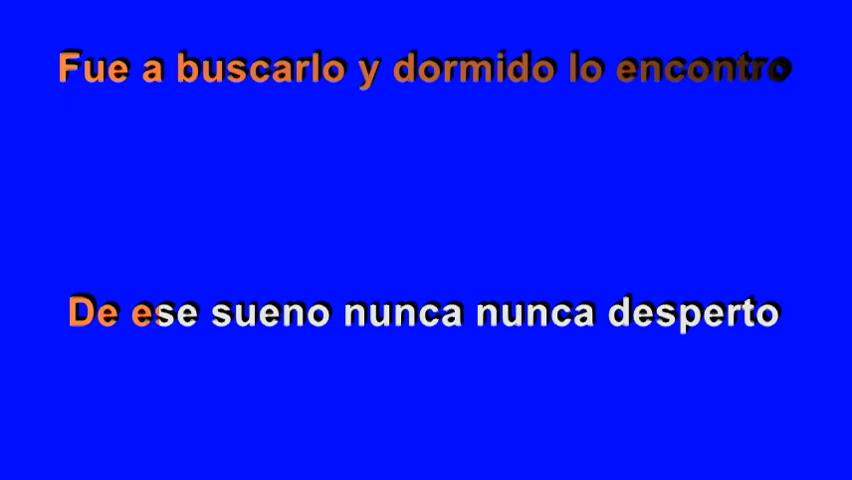 Fue a buscarlo y dormido lo encontro
De ese sueno nunca nunca desperto